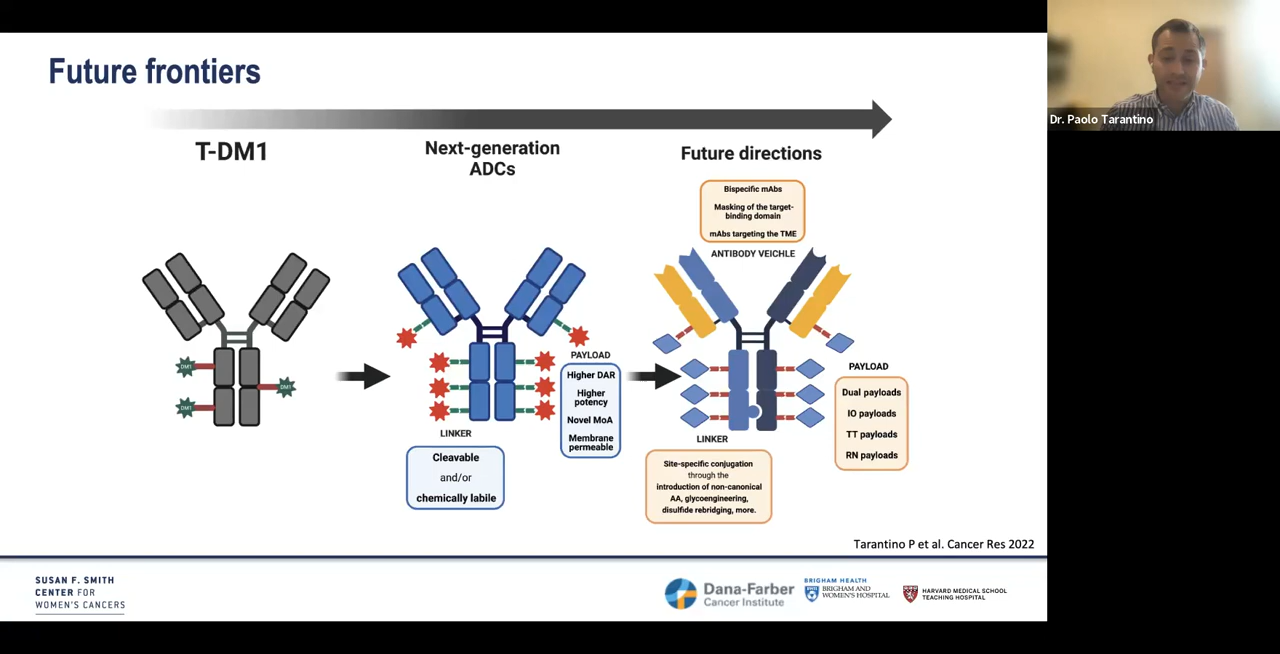 Future frontiers
Dr. Paolo Tarantino
T-DM1
Next-generation
ADCs
Future directions
Bispecific mAbs
Masking of the target-
binding domain
mAbs targeting the TME
ANTIBODY VEICHLE
DM1
DM1
DM1
PAYLOAD
Higher DAR
Higher
potency
Novel MoA
Membrane
permeable
LINKER
Cleavable
and/or
chemically labile
PAYLOAD
Dual payloads
IO payloads
TT payloads
RN payloads
LINKER
Site-specific conjugation
through the
introduction of non-canonical
AA, glycoengineering,
disulfide rebridging, more.
Tarantino P et al. Cancer Res 2022
SUSAN F. SMITH
CENTER FOR
WOMEN'S CANCERS
Dana-Farber
Cancer Institute
BRIGHAM HEALTH
BRIGHAM AND
WOMEN'S HOSPITAL
HARVARD MEDICAL SCHOOL
TEACHING HOSPITAL